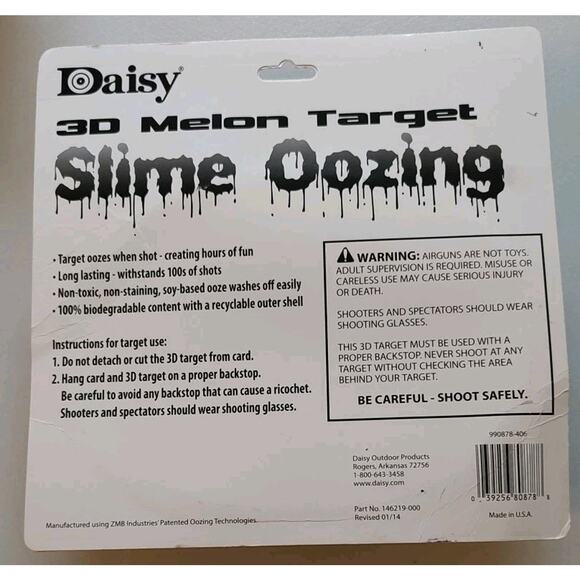 Daisy®
3D Melon Target
Slime Oozing
• Target oozes when shot - creating hours of fun
• Long lasting - withstands 100s of shots
• Non-toxic, non-staining, soy-based ooze washes off easily
• 100% biodegradable content with a recyclable outer shell
Instructions for target use:
1. Do not detach or cut the 3D target from card.
2. Hang card and 3D target on a proper backstop.
Be careful to avoid any backstop that can cause a ricochet.
Shooters and spectators should wear shooting glasses.
WARNING: AIRGUNS ARE NOT TOYS.
ADULT SUPERVISION IS REQUIRED. MISUSE OR
CARELESS USE MAY CAUSE SERIOUS INJURY
OR DEATH.
SHOOTERS AND SPECTATORS SHOULD WEAR
SHOOTING GLASSES.
THIS 3D TARGET MUST BE USED WITH A
PROPER BACKSTOP. NEVER SHOOT AT ANY
TARGET WITHOUT CHECKING THE AREA
BEHIND YOUR TARGET.
BE CAREFUL - SHOOT SAFELY.
990878-406
Daisy Outdoor Products
Rogers, Arkansas 72756
1-800-643-3458
www.daisy.com
0 39256 80878 8
Part No. 146219-000
Revised 01/14
Made in U.S.A.
Manufactured using ZMB Industries' Patented Oozing Technologies.